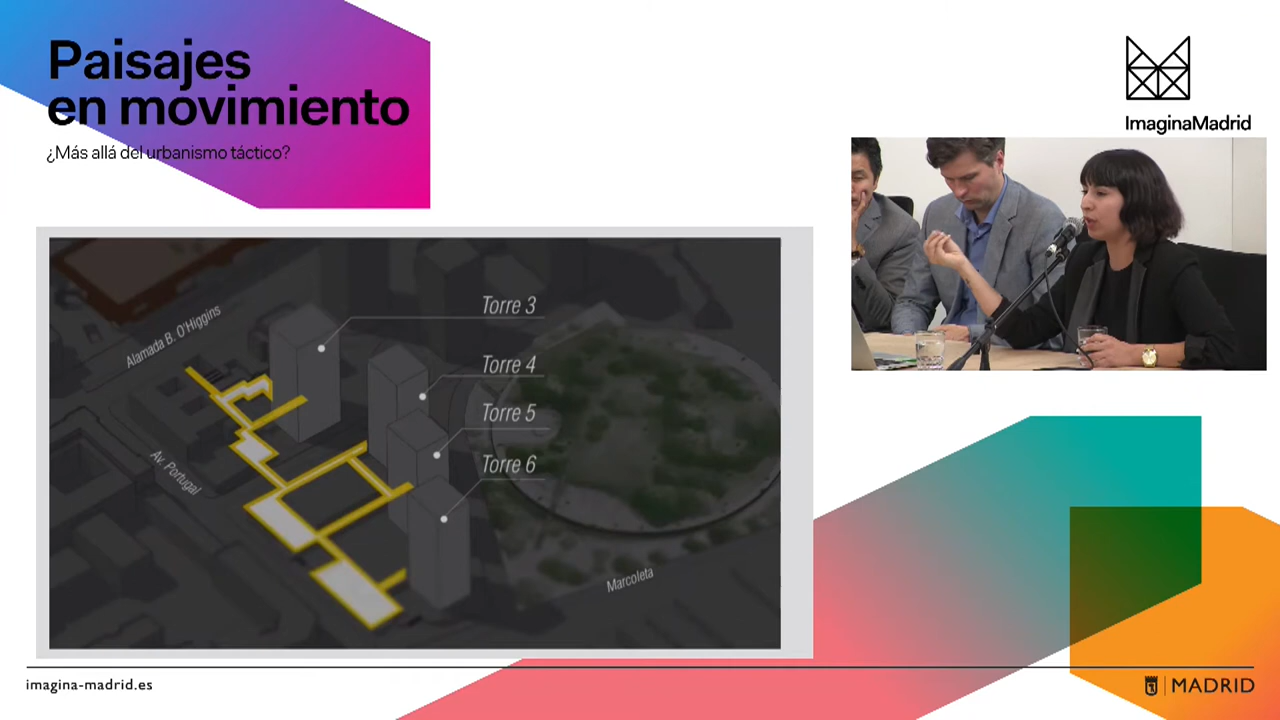 Paisajes
en movimiento
¿Más allá del urbanismo táctico?
ImaginaMadrid
Alamada B. O'Higgins
Av. Portugal
Torre 3
Torre 4
Torre 5
Torre 6
Marcoleta
imagina-madrid.es
MADRID